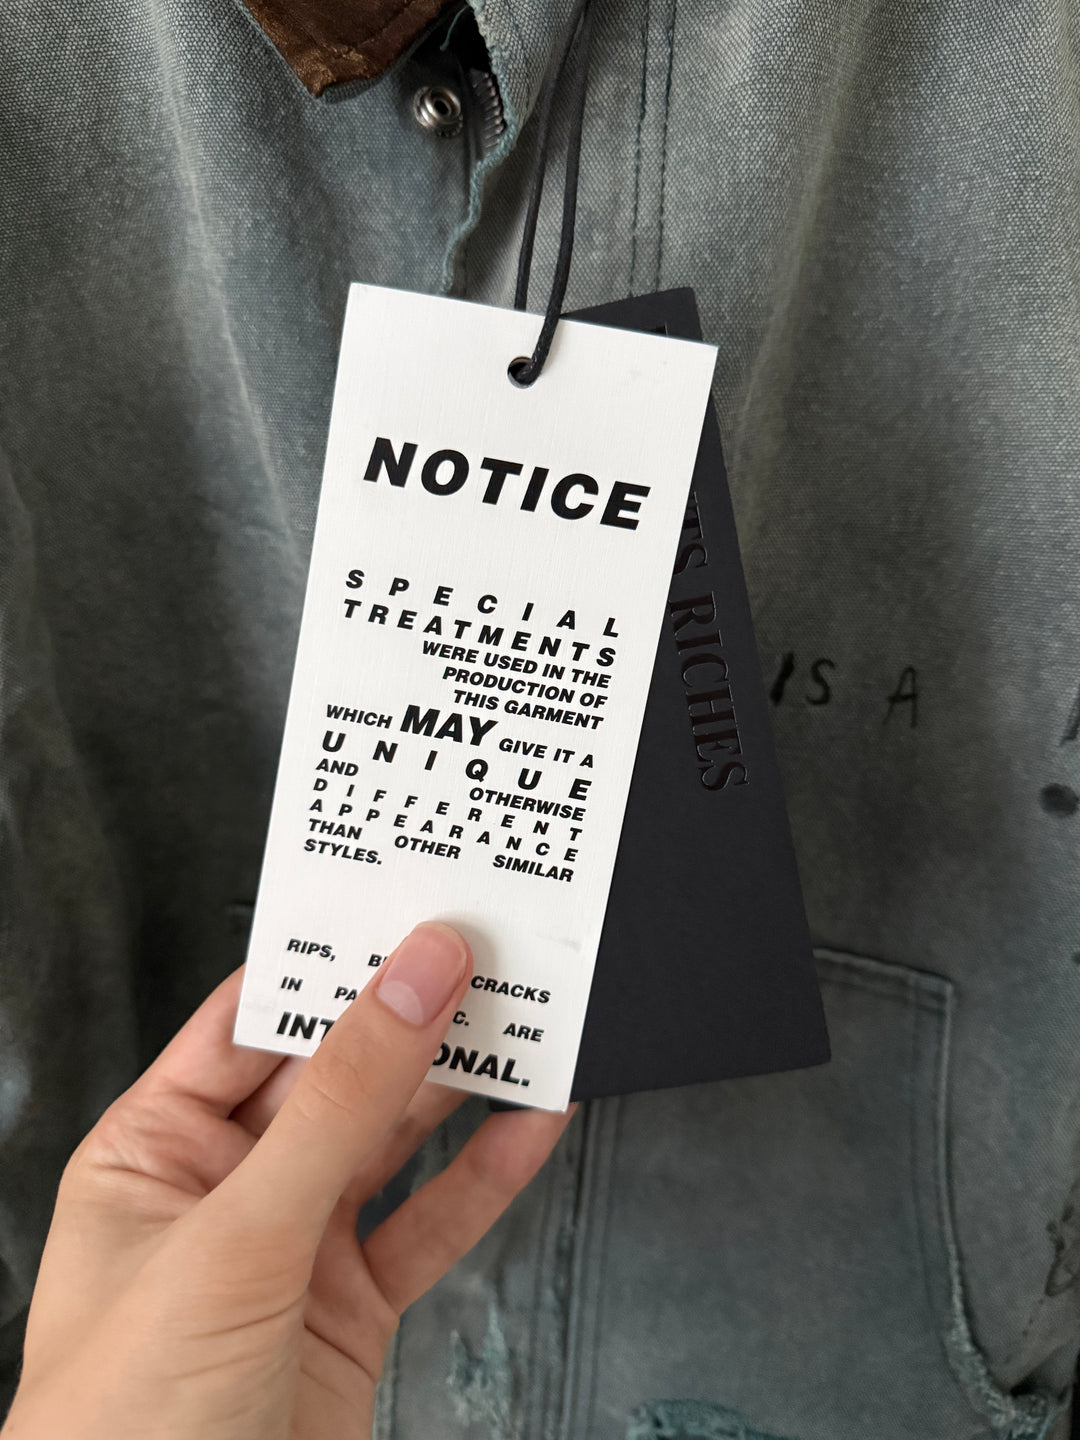 NOTICE
SPECIAL
TREATMENTS
WERE USED IN THE
PRODUCTION OF
THIS GARMENT
WHICH MAY GIVE IT A
UNIQUE
AND OTHERWISE
DIFFERENT
APPEARANCE
THAN OTHER SIMILAR
STYLES.
RIPS, CRACKS
IN ARE
RICHES
IS A